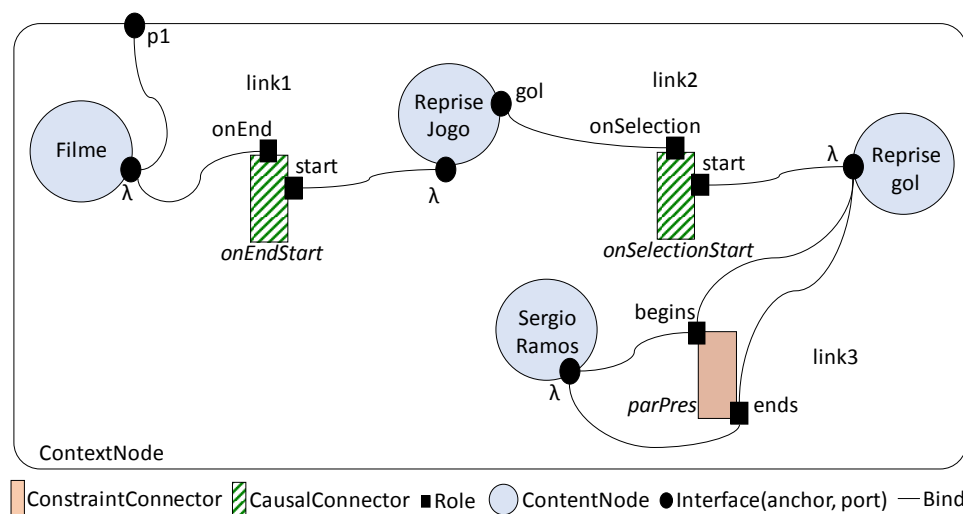 p1
link1
link2
onEnd
Reprise
Jogo
gol
onSelection
Filme
start
start
λ
Reprise
gol
λ
λ
onEndStart
onSelectionStart
Sergio
Ramos
begins
link3
λ
parPres
ends
ContextNode
ConstraintConnector
CausalConnector
Role
ContentNode
Interface(anchor, port)
Bind